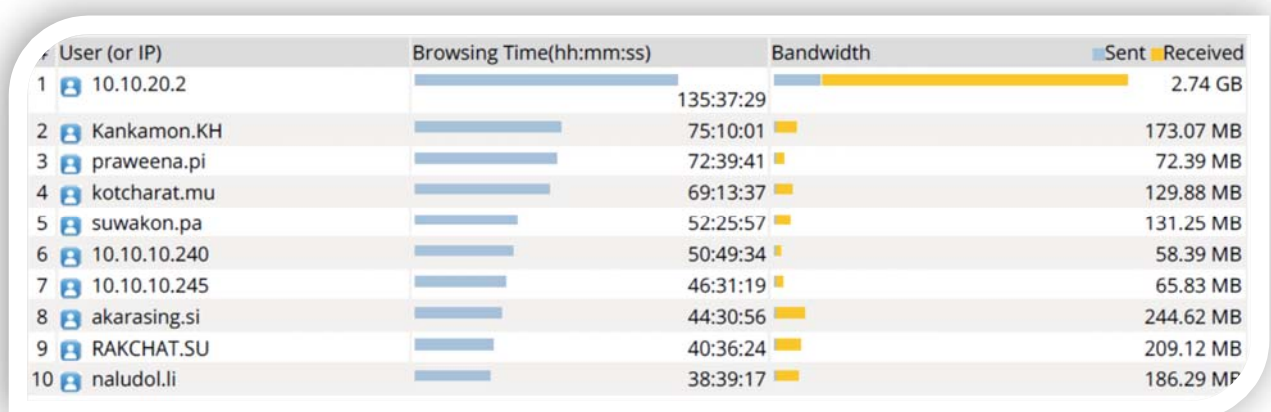 User (or IP) Browsing Time(hh:mm:ss) Bandwidth Sent Received
1 10.10.20.2 135:37:29 2.74 GB
2 Kankamon.KH 75:10:01 173.07 MB
3 praweena.pi 72:39:41 72.39 MB
4 kotcharat.mu 69:13:37 129.88 MB
5 suwakon.pa 52:25:57 131.25 MB
6 10.10.10.240 50:49:34 58.39 MB
7 10.10.10.245 46:31:19 65.83 MB
8 akarasing.si 44:30:56 244.62 MB
9 RAKCHAT.SU 40:36:24 209.12 MB
10 naludol.li 38:39:17 186.29 MB